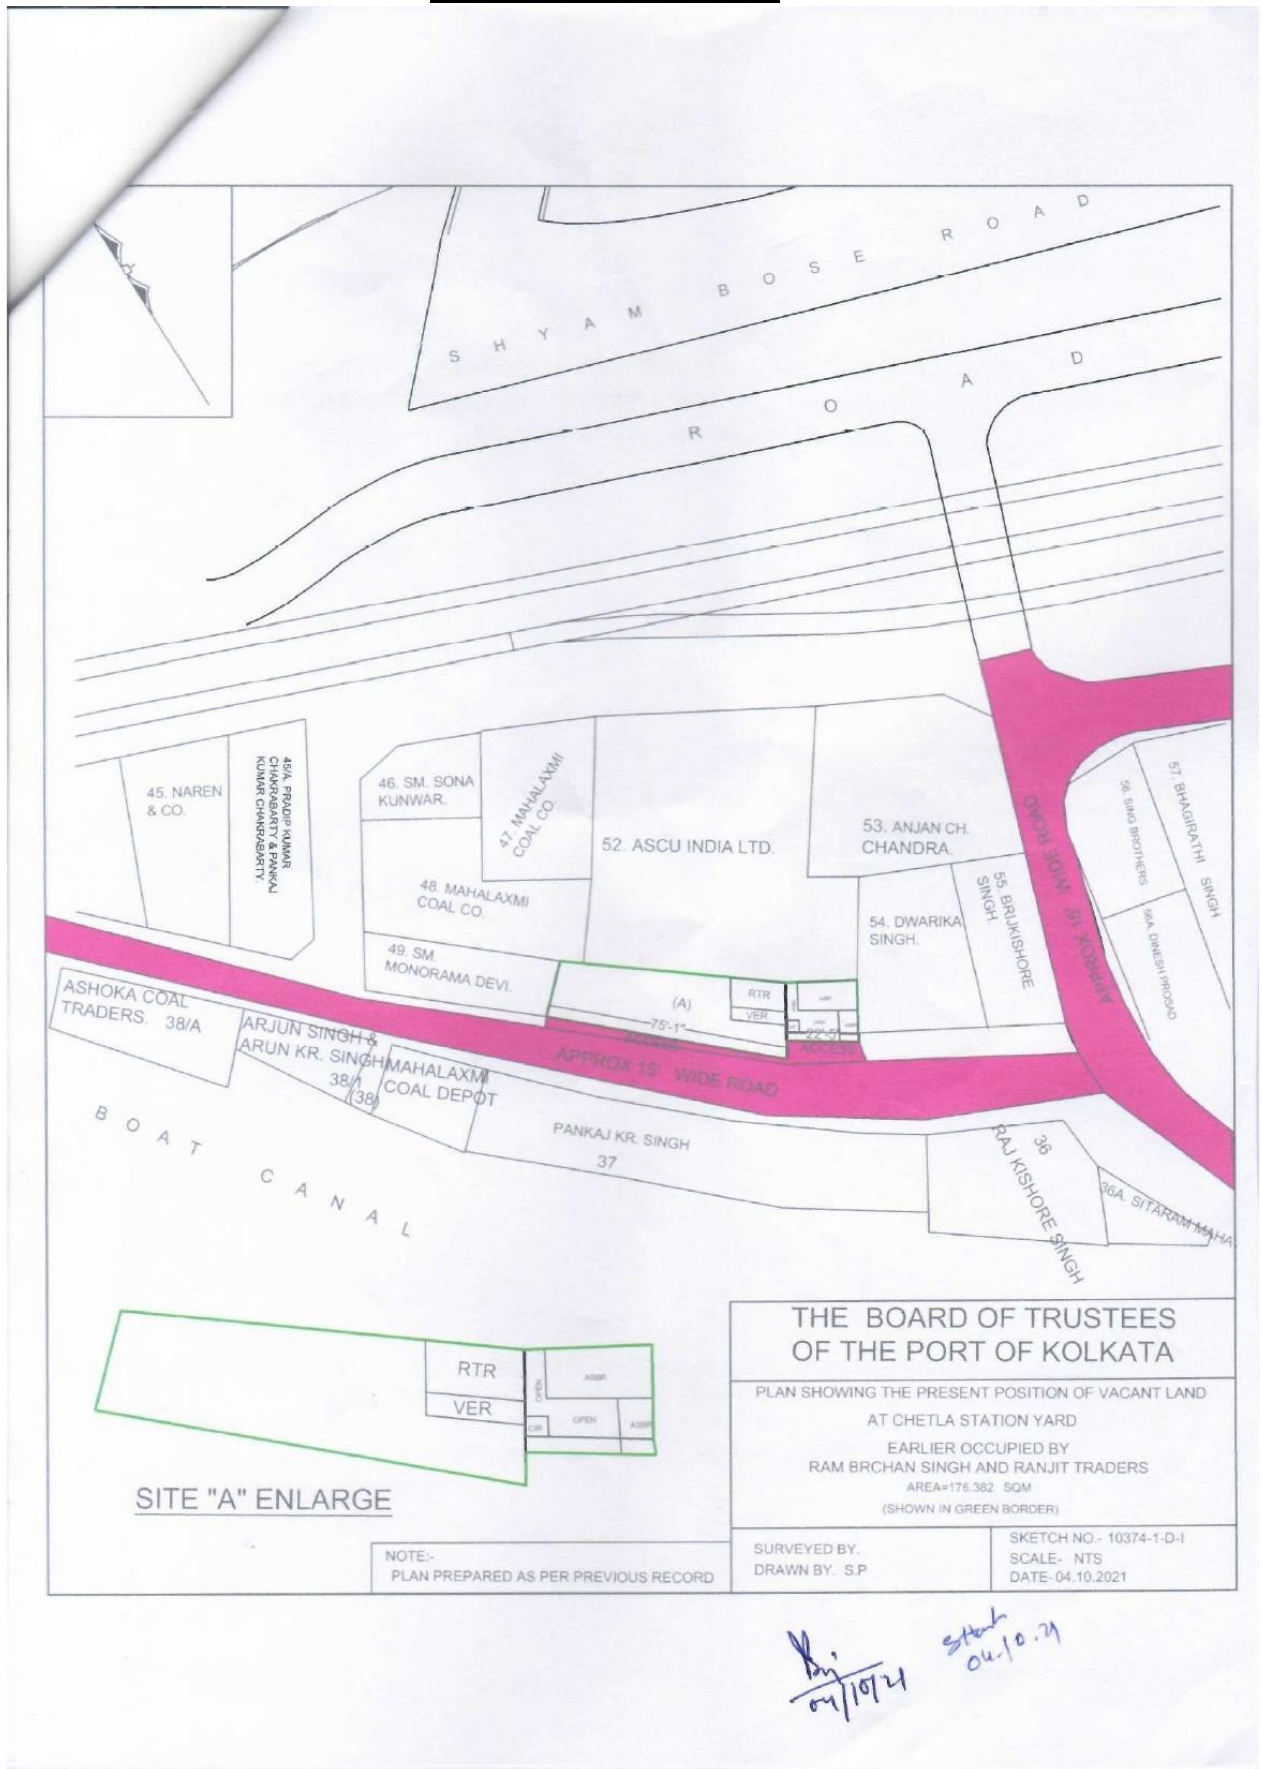 SHYAM BOSE ROAD
ROAD
45. NAREN
& CO.
45/A. PRADIP KUMAR
CHAKRABARTY & PANKAJ
KUMAR CHAKRABARTY.
46. SM. SONA
KUNWAR.
47. MAHALAXMI
COAL CO.
48. MAHALAXMI
COAL CO.
49. SM.
MONORAMA DEVI.
52. ASCU INDIA LTD.
53. ANJAN CH.
CHANDRA.
54. DWARIKA
SINGH.
55. BRIJKISHORE
SINGH.
APPROX 15' WIDE ROAD
56. SING BROTHERS
56A. DINESH PROSAD
57. BHAGIRATHI SINGH
(A)
RTR
VER
75'-1"
ACCESS
22'-5"
ACCESS
APPROX 15' WIDE ROAD
ASHOKA COAL
TRADERS. 38/A
ARJUN SINGH &
ARUN KR. SINGH
38/1
(38)
MAHALAXMI
COAL DEPOT
PANKAJ KR. SINGH
37
36
RAJ KISHORE SINGH
36A. SITARAM MAHA
BOAT CANAL
RTR
VER
OPEN
ASBR
OPEN
ASBR
SITE "A" ENLARGE
NOTE:-
PLAN PREPARED AS PER PREVIOUS RECORD
THE BOARD OF TRUSTEES
OF THE PORT OF KOLKATA
PLAN SHOWING THE PRESENT POSITION OF VACANT LAND
AT CHETLA STATION YARD
EARLIER OCCUPIED BY
RAM BRCHAN SINGH AND RANJIT TRADERS
AREA=176.382 SQM
(SHOWN IN GREEN BORDER)
SURVEYED BY.
DRAWN BY. S.P
SKETCH NO.- 10374-1-D-I
SCALE- NTS
DATE- 04.10.2021
04/10/21
04.10.21